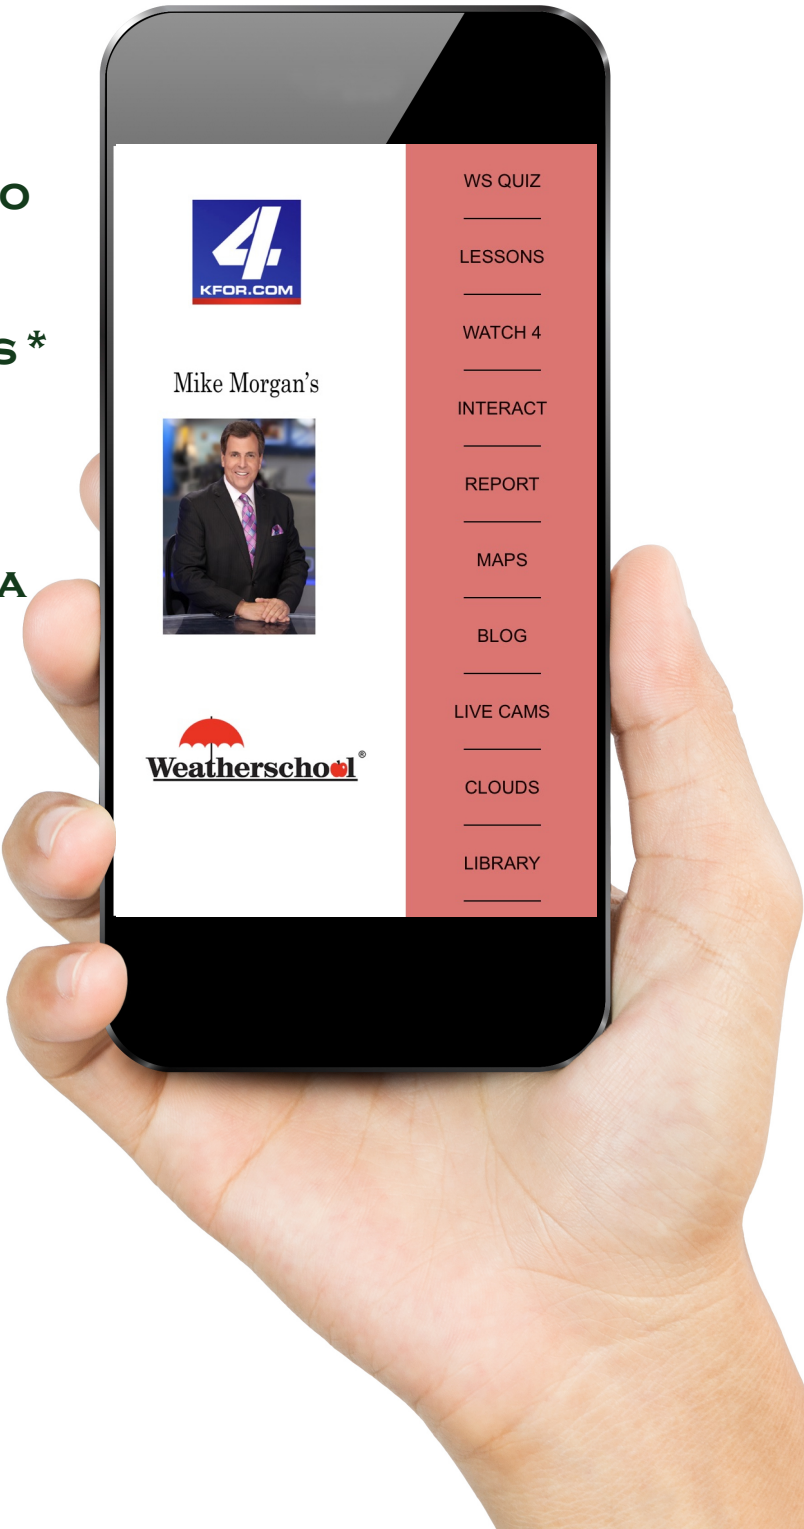 O
S*
A
4
KFOR.COM
Mike Morgan's
Weatherschool®
WS QUIZ
LESSONS
WATCH 4
INTERACT
REPORT
MAPS
BLOG
LIVE CAMS
CLOUDS
LIBRARY